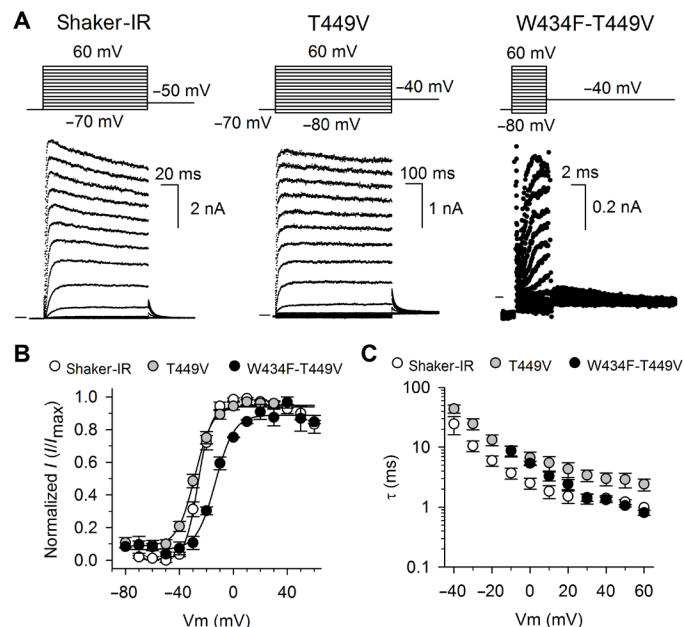 A
Shaker-IR
T449V
W434F-T449V
60 mV
60 mV
60 mV
−50 mV
−40 mV
−40 mV
−70 mV
−70 mV
−80 mV
−80 mV
20 ms
2 nA
100 ms
1 nA
2 ms
0.2 nA
B
Shaker-IR
T449V
W434F-T449V
Normalized I (I/Imax)
1.0
0.8
0.6
0.4
0.2
0.0
−80
−40
0
40
Vm (mV)
C
Shaker-IR
T449V
W434F-T449V
τ (ms)
100
10
1
0.1
−40
−20
0
20
40
60
Vm (mV)